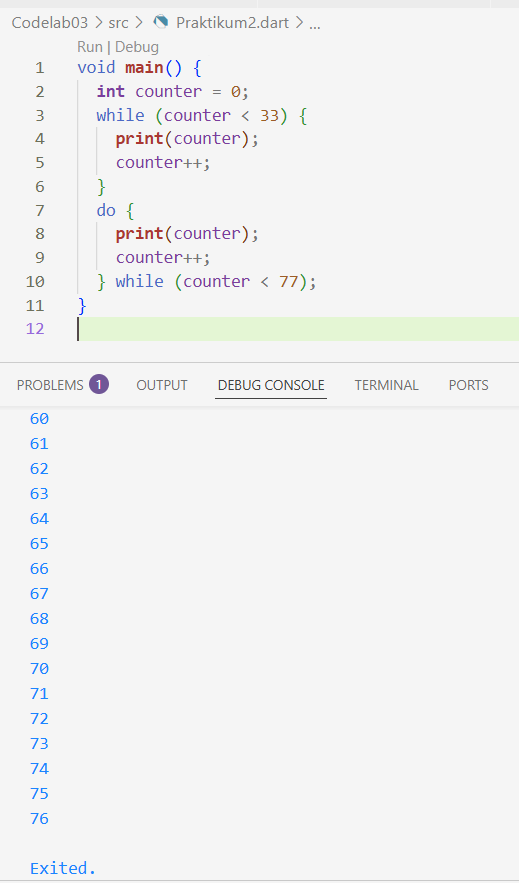 Codelab03 > src > Praktikum2.dart > ...
Run | Debug
1 void main() {
2 int counter = 0;
3 while (counter < 33) {
4 print(counter);
5 counter++;
6 }
7 do {
8 print(counter);
9 counter++;
10 } while (counter < 77);
11 }
12
PROBLEMS 1 OUTPUT DEBUG CONSOLE TERMINAL PORTS
60
61
62
63
64
65
66
67
68
69
70
71
72
73
74
75
76
Exited.